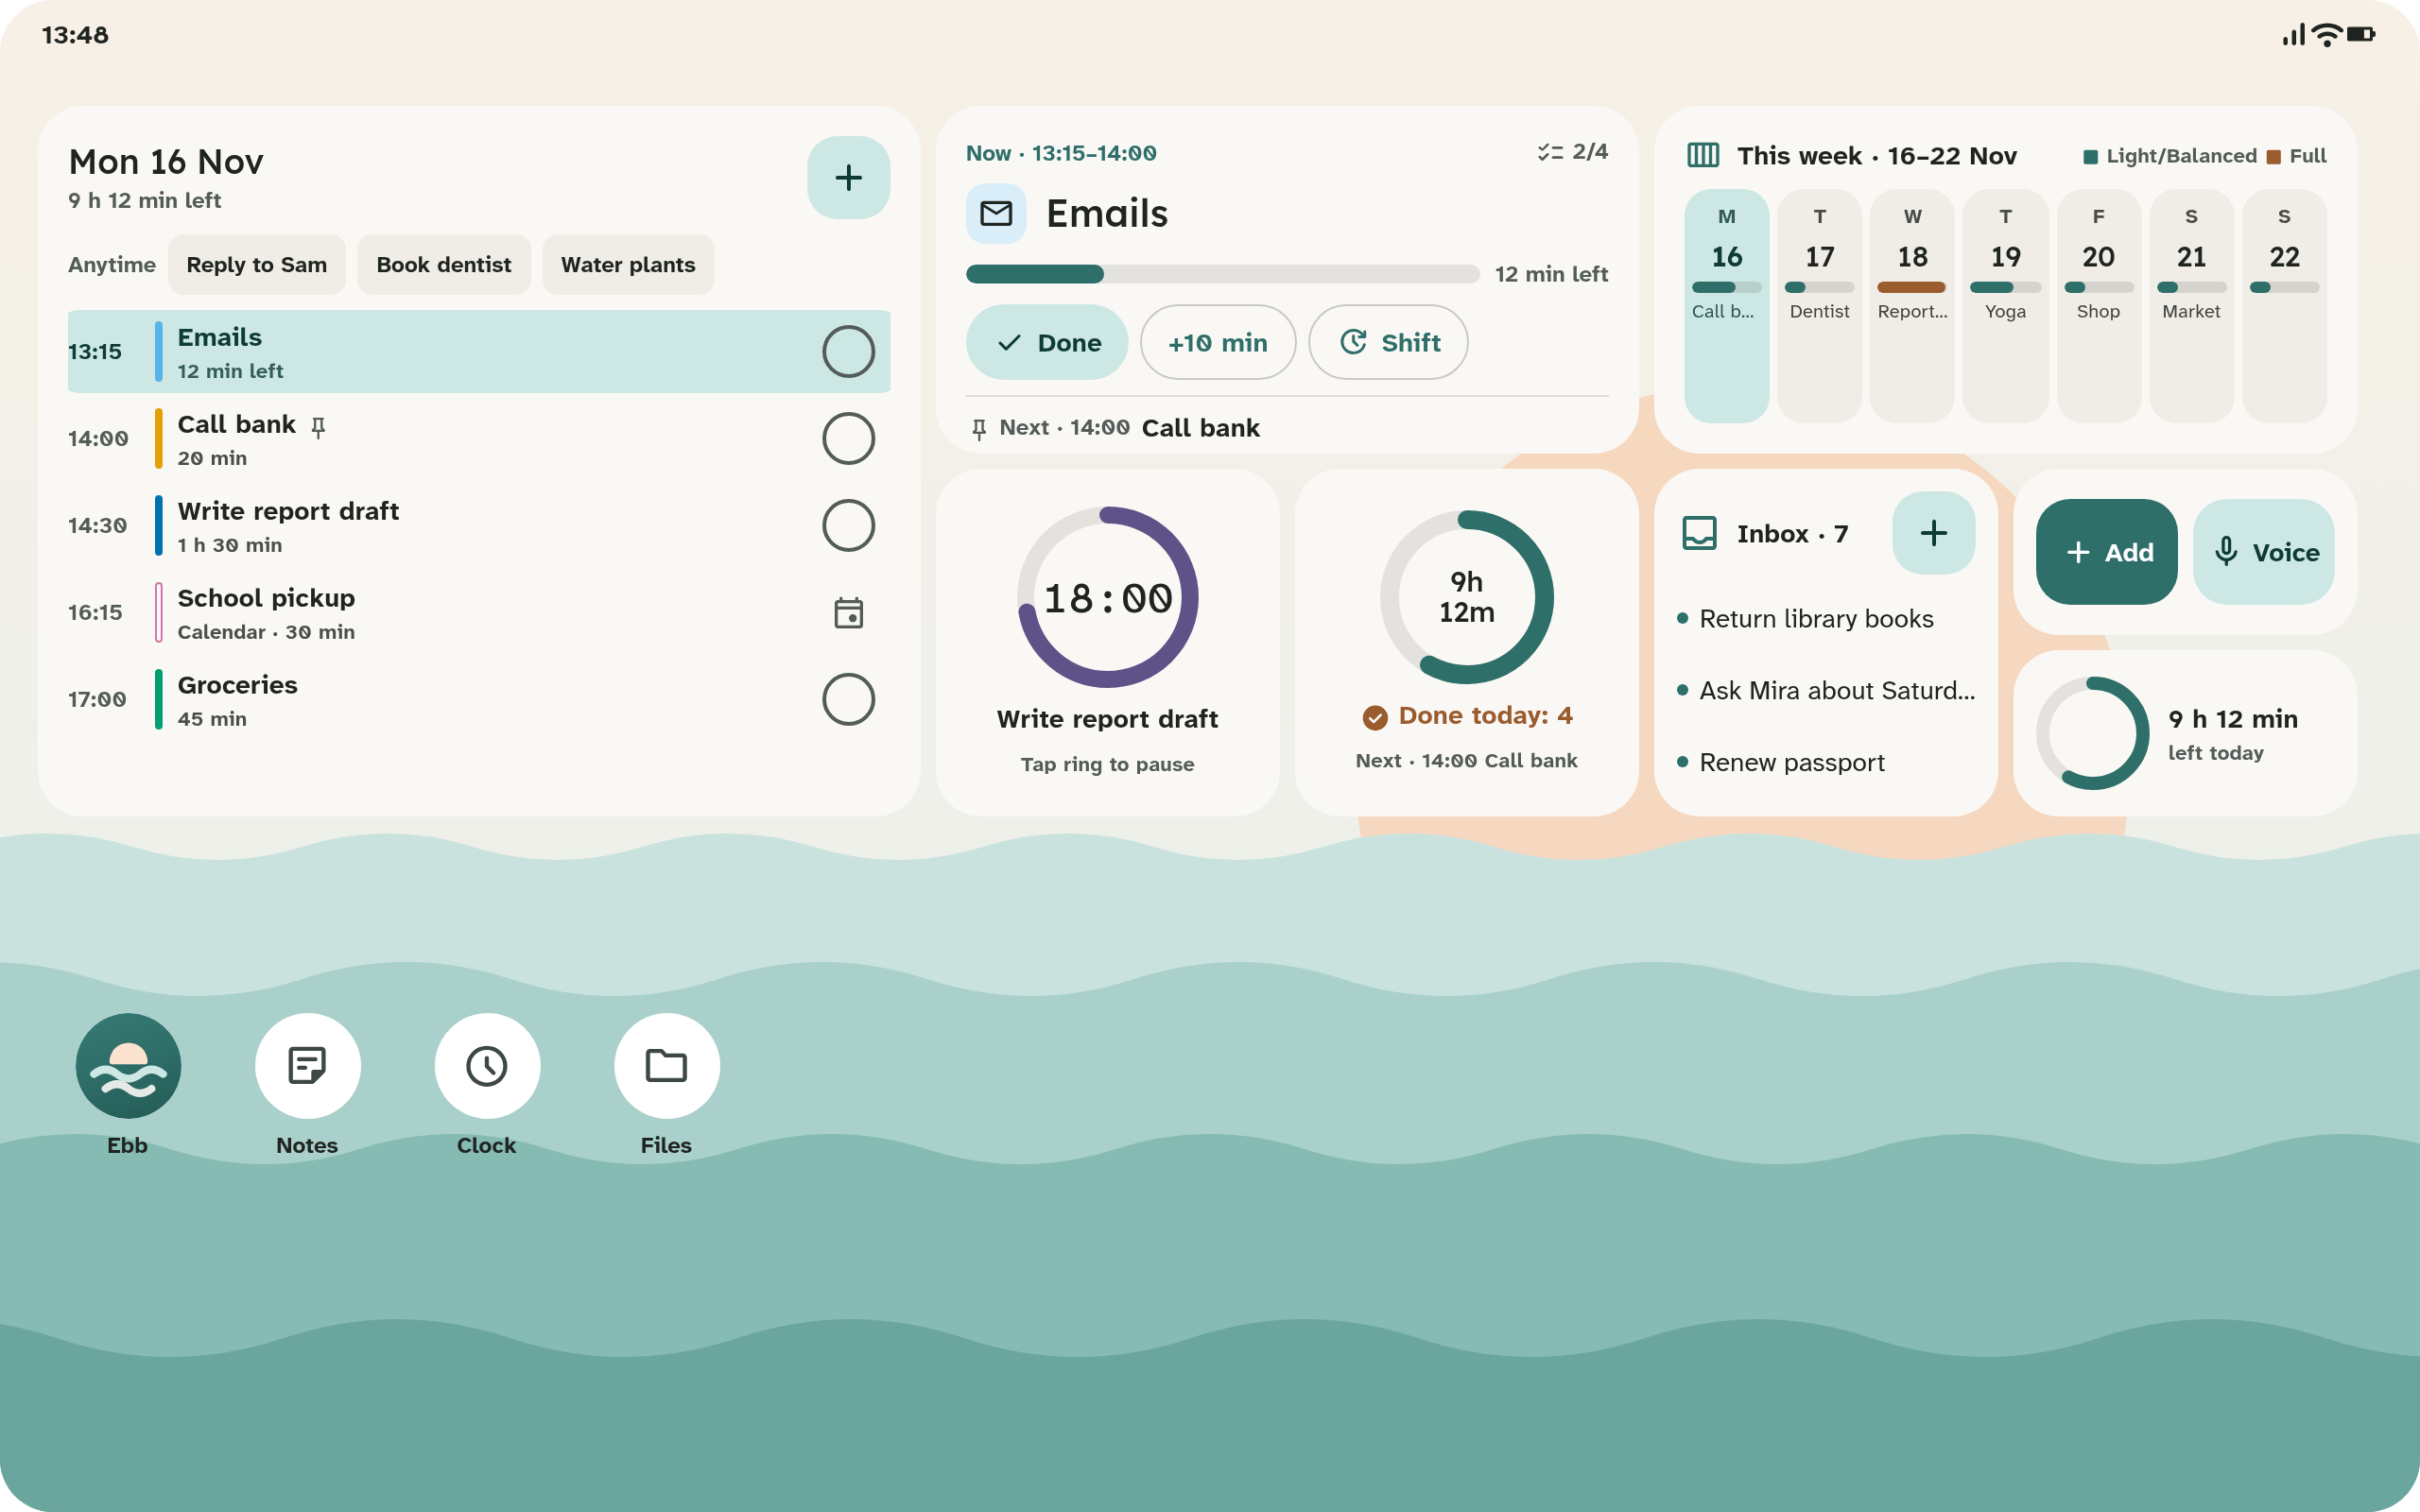 13:48
Mon 16 Nov
9 h 12 min left
Anytime Reply to Sam Book dentist Water plants
13:15 Emails
12 min left
14:00 Call bank
20 min
14:30 Write report draft
1 h 30 min
16:15 School pickup
Calendar · 30 min
17:00 Groceries
45 min
Now · 13:15–14:00 2/4
Emails
12 min left
Done +10 min Shift
Next · 14:00 Call bank
This week · 16–22 Nov Light/Balanced Full
M T W T F S S
16 17 18 19 20 21 22
Call b... Dentist Report... Yoga Shop Market
18:00
Write report draft
Tap ring to pause
9h
12m
Done today: 4
Next · 14:00 Call bank
Inbox · 7
Return library books
Ask Mira about Saturd...
Renew passport
Add Voice
9 h 12 min
left today
Ebb Notes Clock Files